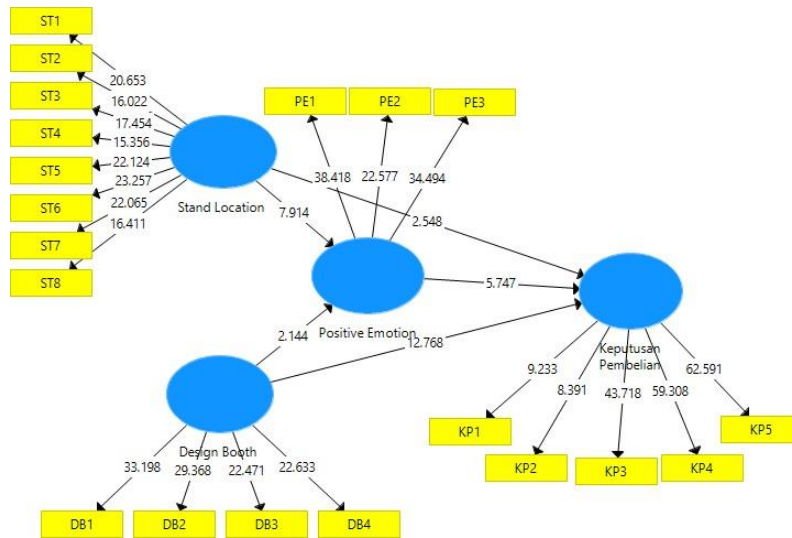 ST1
ST2
ST3
ST4
ST5
ST6
ST7
ST8
20.653
16.022
17.454
15.356
22.124
23.257
22.065
16.411
Stand Location
PE1
PE2
PE3
38.418
22.577
34.494
7.914
2.548
Positive Emotion
5.747
2.144
12.768
Keputusan
Pembelian
9.233
8.391
43.718
59.308
62.591
KP1
KP2
KP3
KP4
KP5
Design Booth
33.198
29.368
22.471
22.633
DB1
DB2
DB3
DB4